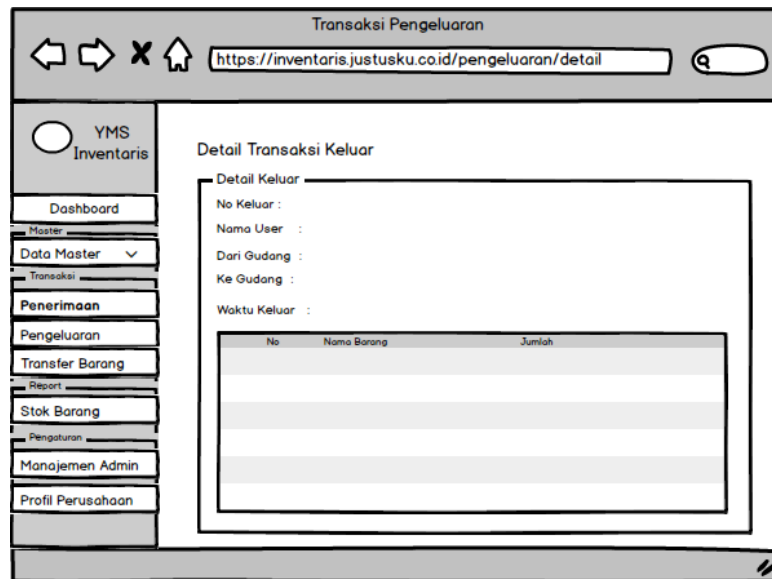 Transaksi Pengeluaran
https://inventaris.justusku.co.id/pengeluaran/detail
YMS
Inventaris
Dashboard
Master
Data Master
Transaksi
Penerimaan
Pengeluaran
Transfer Barang
Report
Stok Barang
Pengaturan
Manajemen Admin
Profil Perusahaan
Detail Transaksi Keluar
Detail Keluar
No Keluar :
Nama User :
Dari Gudang :
Ke Gudang :
Waktu Keluar :
No Nama Barang Jumlah